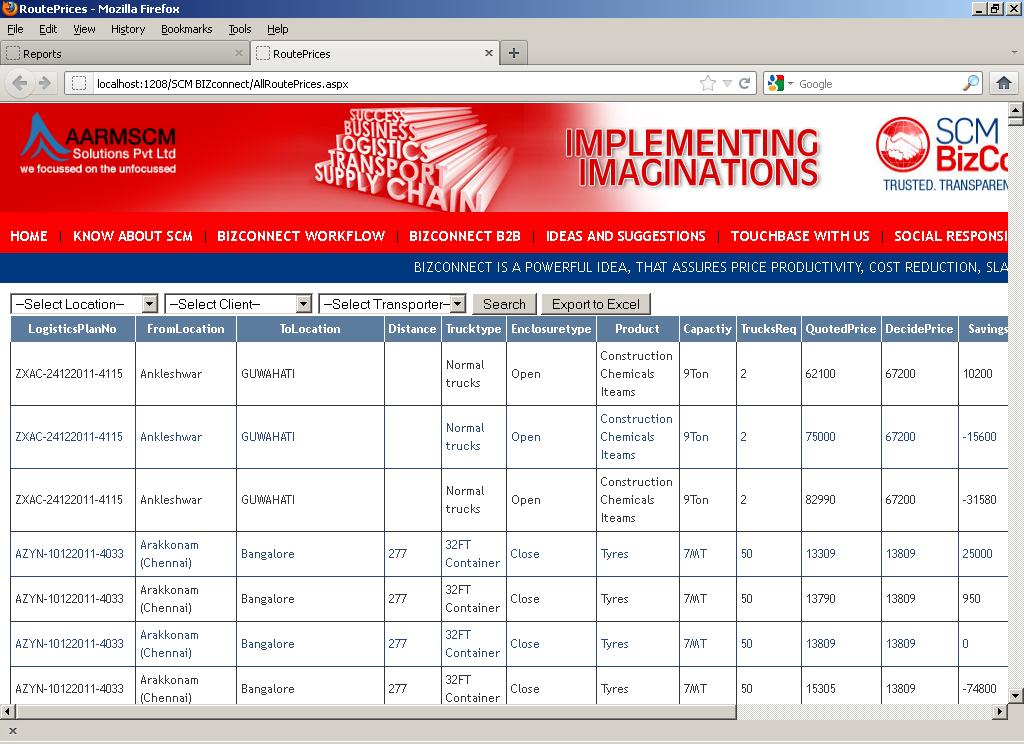 RoutePrices - Mozilla Firefox
File Edit View History Bookmarks Tools Help
Reports RoutePrices
localhost:1208/SCM BIZconnect/AllRoutePrices.aspx Google
AARMSCM
Solutions Pvt Ltd
we focussed on the unfocussed
SUCCESS
BUSINESS
LOGISTICS
TRANSPORT
SUPPLY CHAIN
IMPLEMENTING
IMAGINATIONS
SCM
BizCo
TRUSTED. TRANSPAREN
HOME | KNOW ABOUT SCM | BIZCONNECT WORKFLOW | BIZCONNECT B2B | IDEAS AND SUGGESTIONS | TOUCHBASE WITH US | SOCIAL RESPONSI
BIZCONNECT IS A POWERFUL IDEA, THAT ASSURES PRICE PRODUCTIVITY, COST REDUCTION, SLA
--Select Location-- --Select Client-- --Select Transporter-- Search Export to Excel
LogisticsPlanNo FromLocation ToLocation Distance Trucktype Enclosuretype Product Capactiy TrucksReq QuotedPrice DecidePrice Savings
ZXAC-24122011-4115 Ankleshwar GUWAHATI Normal trucks Open Construction Chemicals Iteams 9Ton 2 62100 67200 10200
ZXAC-24122011-4115 Ankleshwar GUWAHATI Normal trucks Open Construction Chemicals Iteams 9Ton 2 75000 67200 -15600
ZXAC-24122011-4115 Ankleshwar GUWAHATI Normal trucks Open Construction Chemicals Iteams 9Ton 2 82990 67200 -31580
AZYN-10122011-4033 Arakkonam (Chennai) Bangalore 277 32FT Container Close Tyres 7MT 50 13309 13809 25000
AZYN-10122011-4033 Arakkonam (Chennai) Bangalore 277 32FT Container Close Tyres 7MT 50 13790 13809 950
AZYN-10122011-4033 Arakkonam (Chennai) Bangalore 277 32FT Container Close Tyres 7MT 50 13809 13809 0
AZYN-10122011-4033 Arakkonam (Chennai) Bangalore 277 32FT Container Close Tyres 7MT 50 15305 13809 -74800